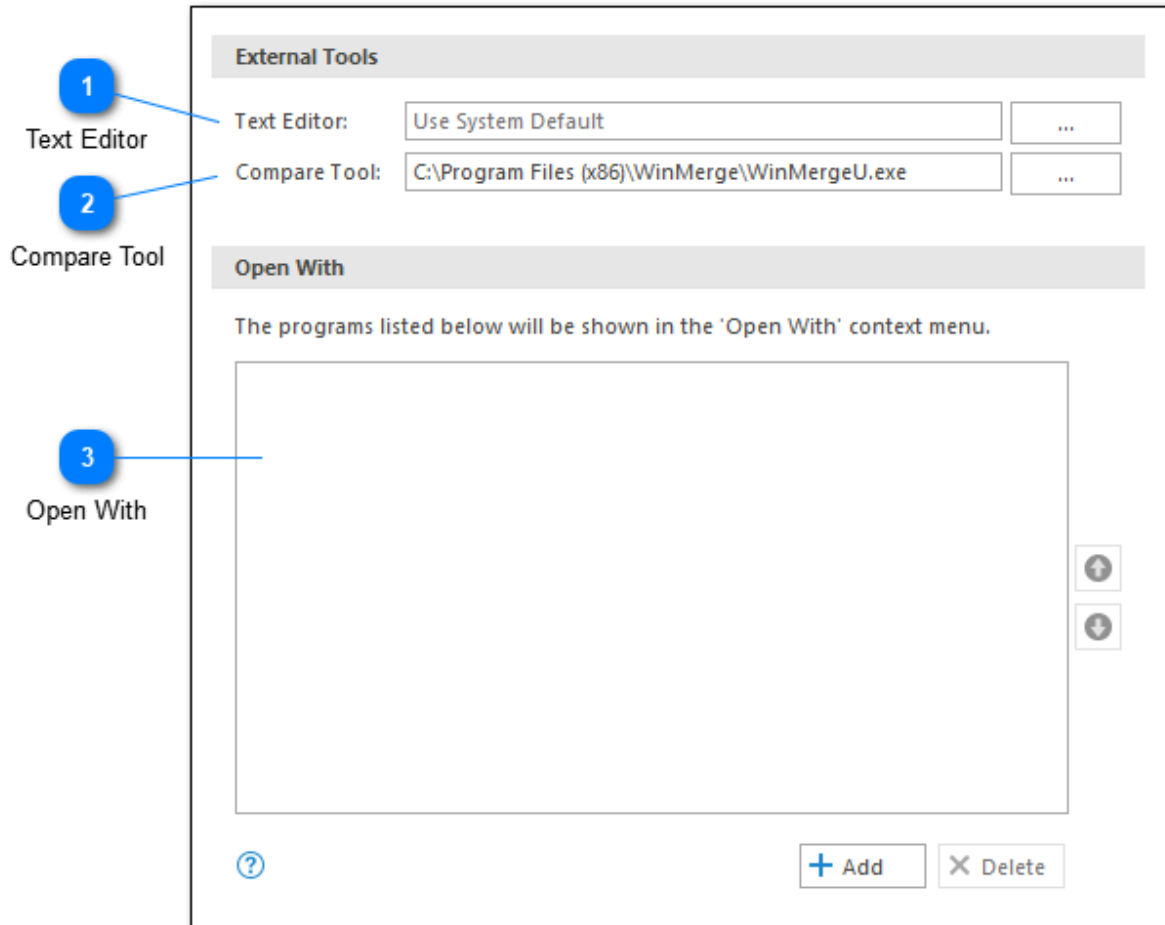 External Tools
1
Text Editor
Text Editor: Use System Default ...
2
Compare Tool
Compare Tool: C:\Program Files (x86)\WinMerge\WinMergeU.exe ...
Open With
The programs listed below will be shown in the 'Open With' context menu.
3
Open With
? + Add × Delete